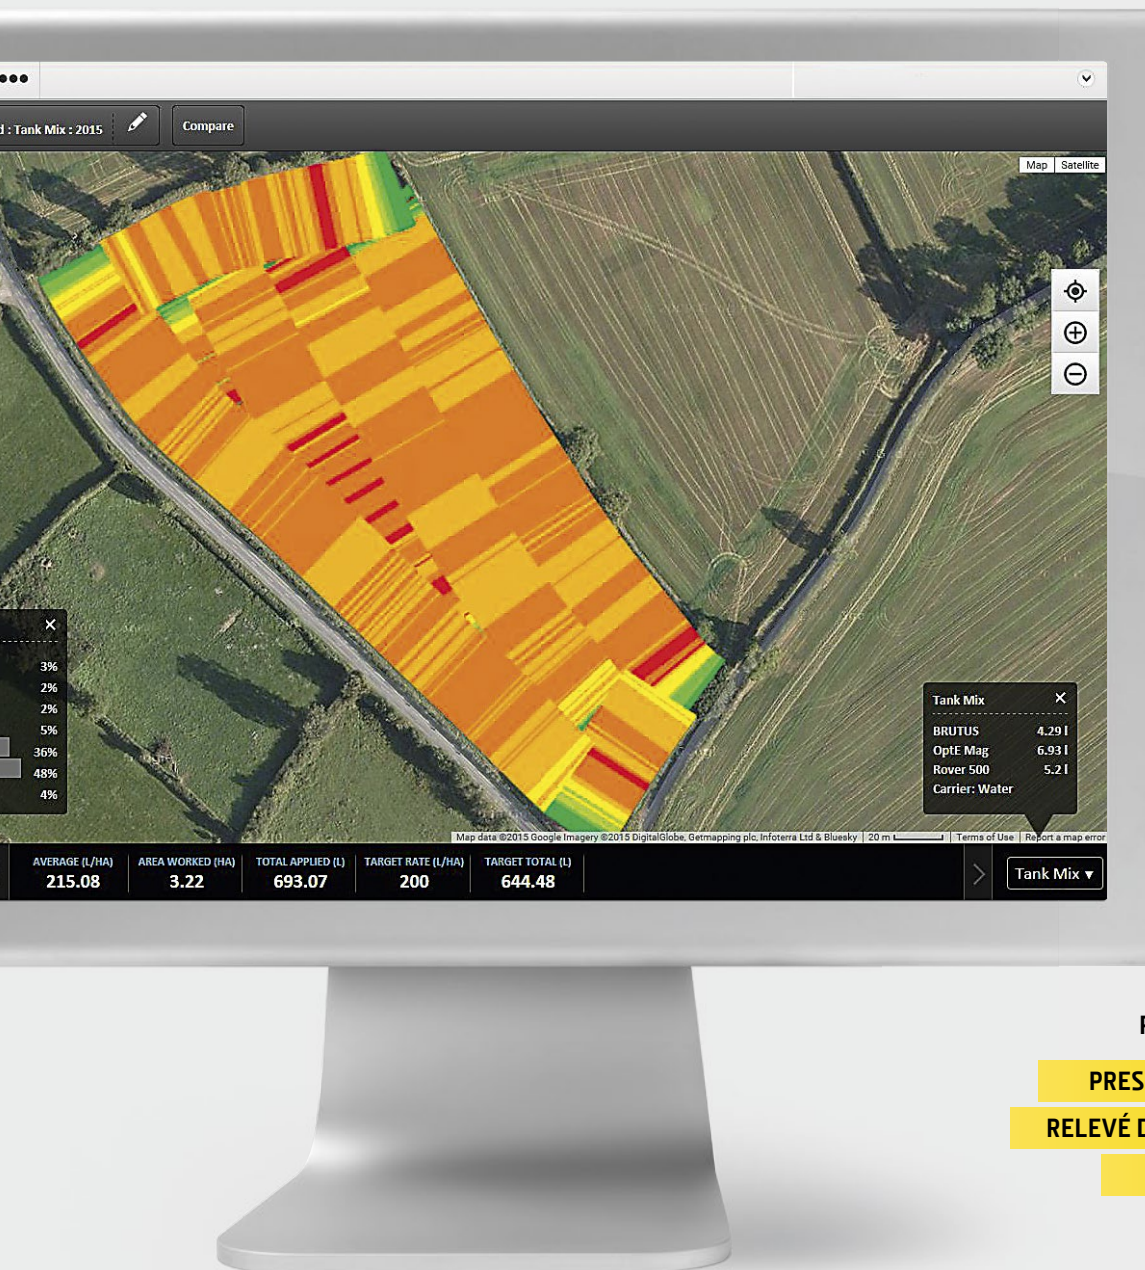 d : Tank Mix : 2015
Compare
Map
Satellite
3%
2%
2%
5%
36%
48%
4%
Tank Mix
BRUTUS 4.29 l
OptE Mag 6.93 l
Rover 500 5.2 l
Carrier: Water
Map data ©2015 Google Imagery ©2015 DigitalGlobe, Getmapping plc, Infoterra Ltd & Bluesky
20 m
Terms of Use
Report a map error
AVERAGE (L/HA)
215.08
AREA WORKED (HA)
3.22
TOTAL APPLIED (L)
693.07
TARGET RATE (L/HA)
200
TARGET TOTAL (L)
644.48
Tank Mix ▾
PRES
RELEVÉ D